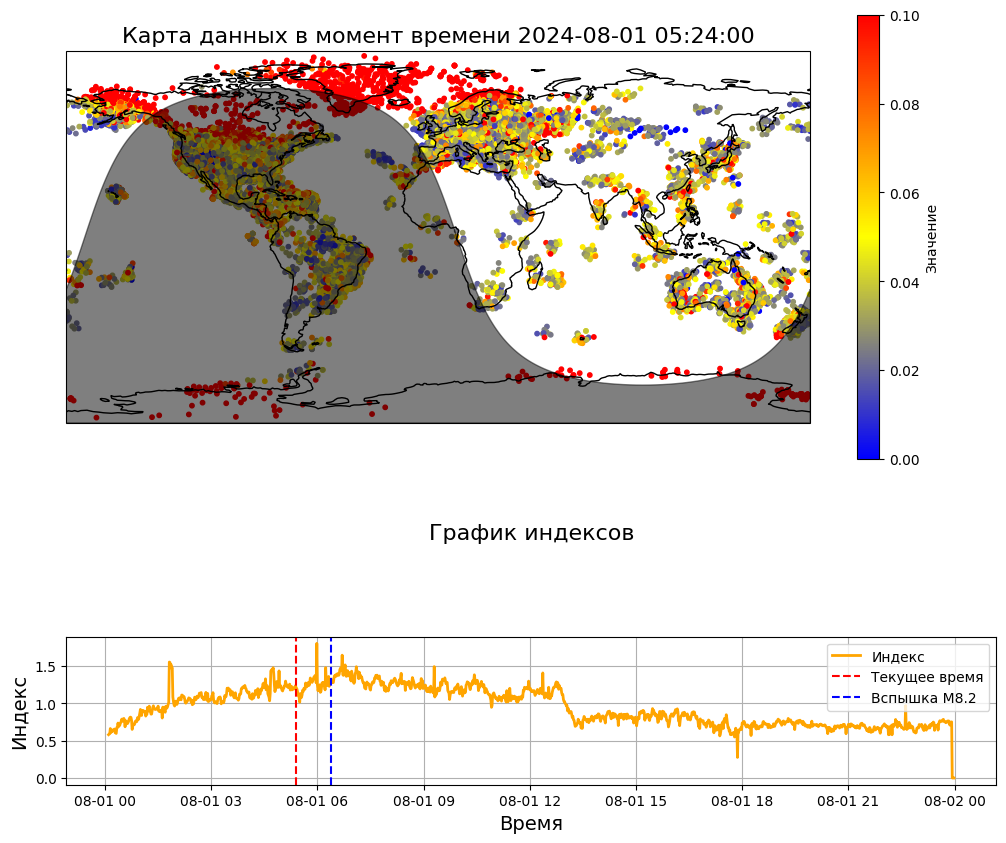 Карта данных в момент времени 2024-08-01 05:24:00
0.10
0.08
0.06
0.04
0.02
0.00
Значение
График индексов
Индекс
1.5
1.0
0.5
0.0
Индекс
Текущее время
Вспышка M8.2
08-01 00
08-01 03
08-01 06
08-01 09
08-01 12
08-01 15
08-01 18
08-01 21
08-02 00
Время